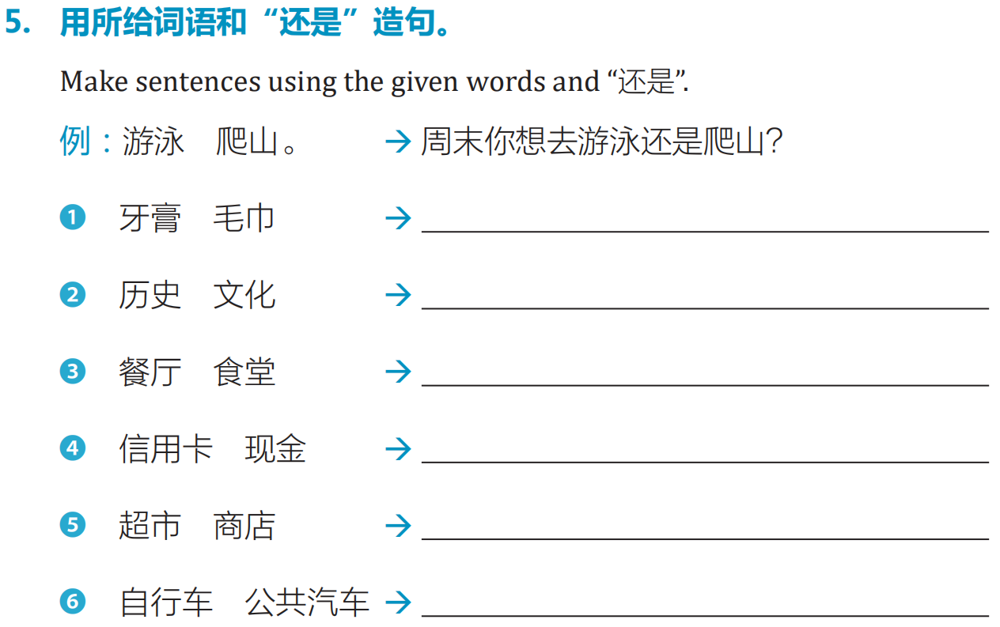 5. 用所给词语和“还是”造句。
Make sentences using the given words and “还是”.
例：游泳 爬山。 → 周末你想去游泳还是爬山？
1 牙膏 毛巾 →
2 历史 文化 →
3 餐厅 食堂 →
4 信用卡 现金 →
5 超市 商店 →
6 自行车 公共汽车 →